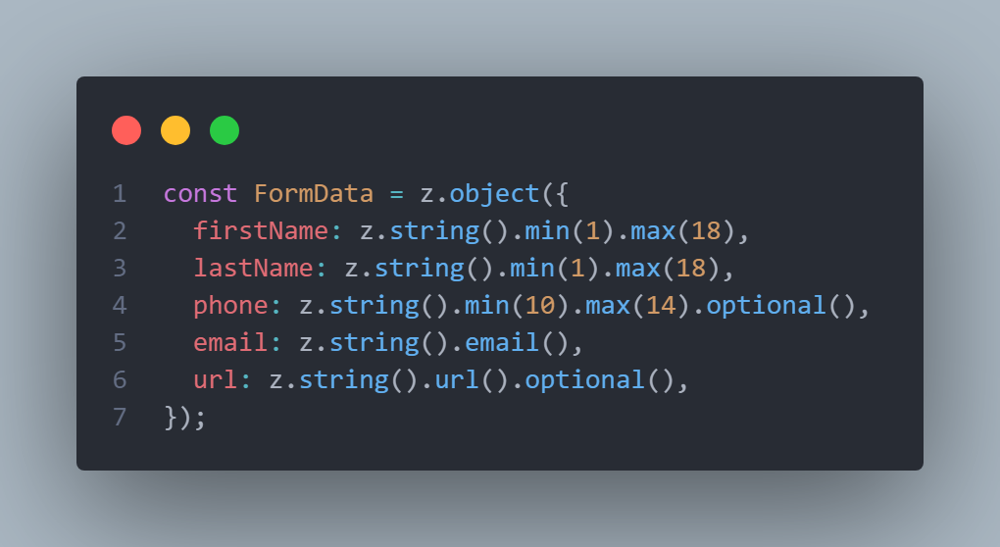 1 const FormData = z.object({
2   firstName: z.string().min(1).max(18),
3   lastName: z.string().min(1).max(18),
4   phone: z.string().min(10).max(14).optional(),
5   email: z.string().email(),
6   url: z.string().url().optional(),
7 });